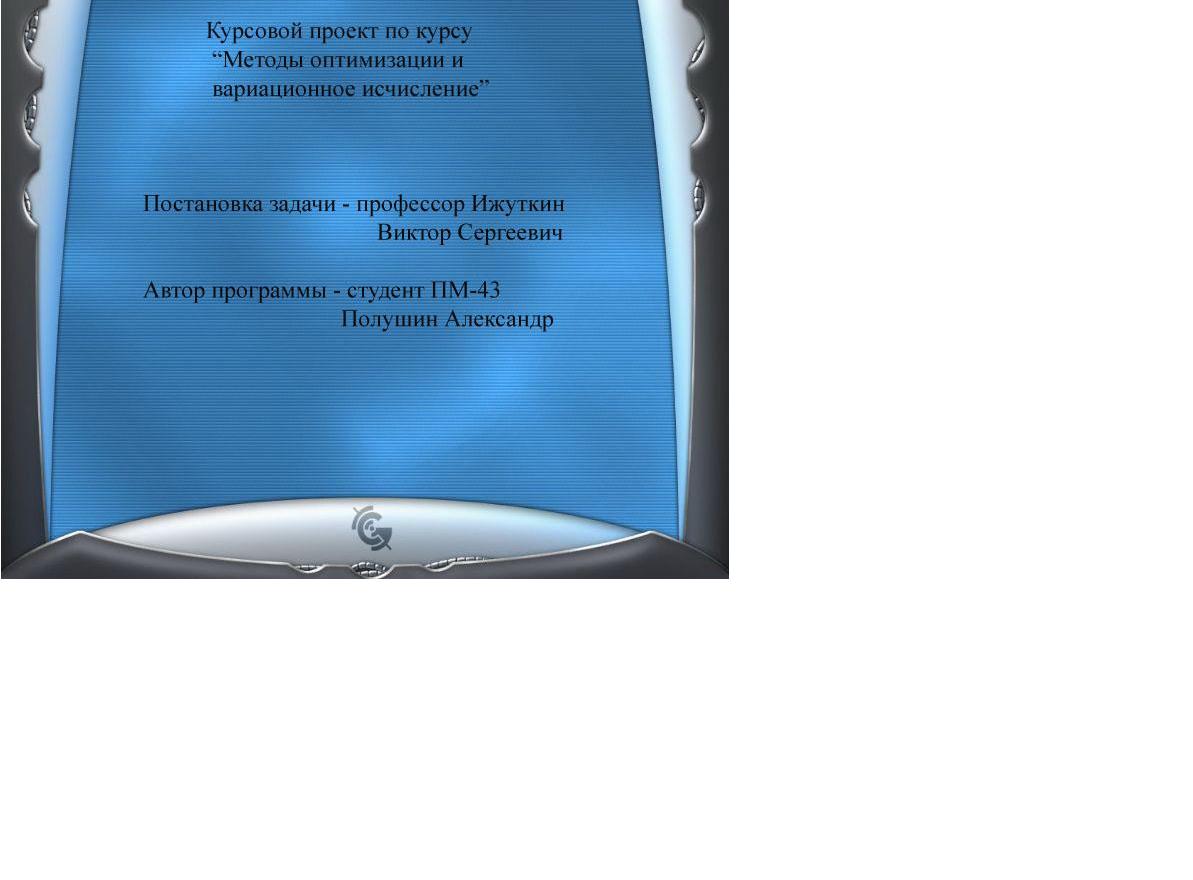 Курсовой проект по курсу
“Методы оптимизации и
вариационное исчисление”
Постановка задачи - профессор Ижуткин
Виктор Сергеевич
Автор программы - студент ПМ-43
Полушин Александр